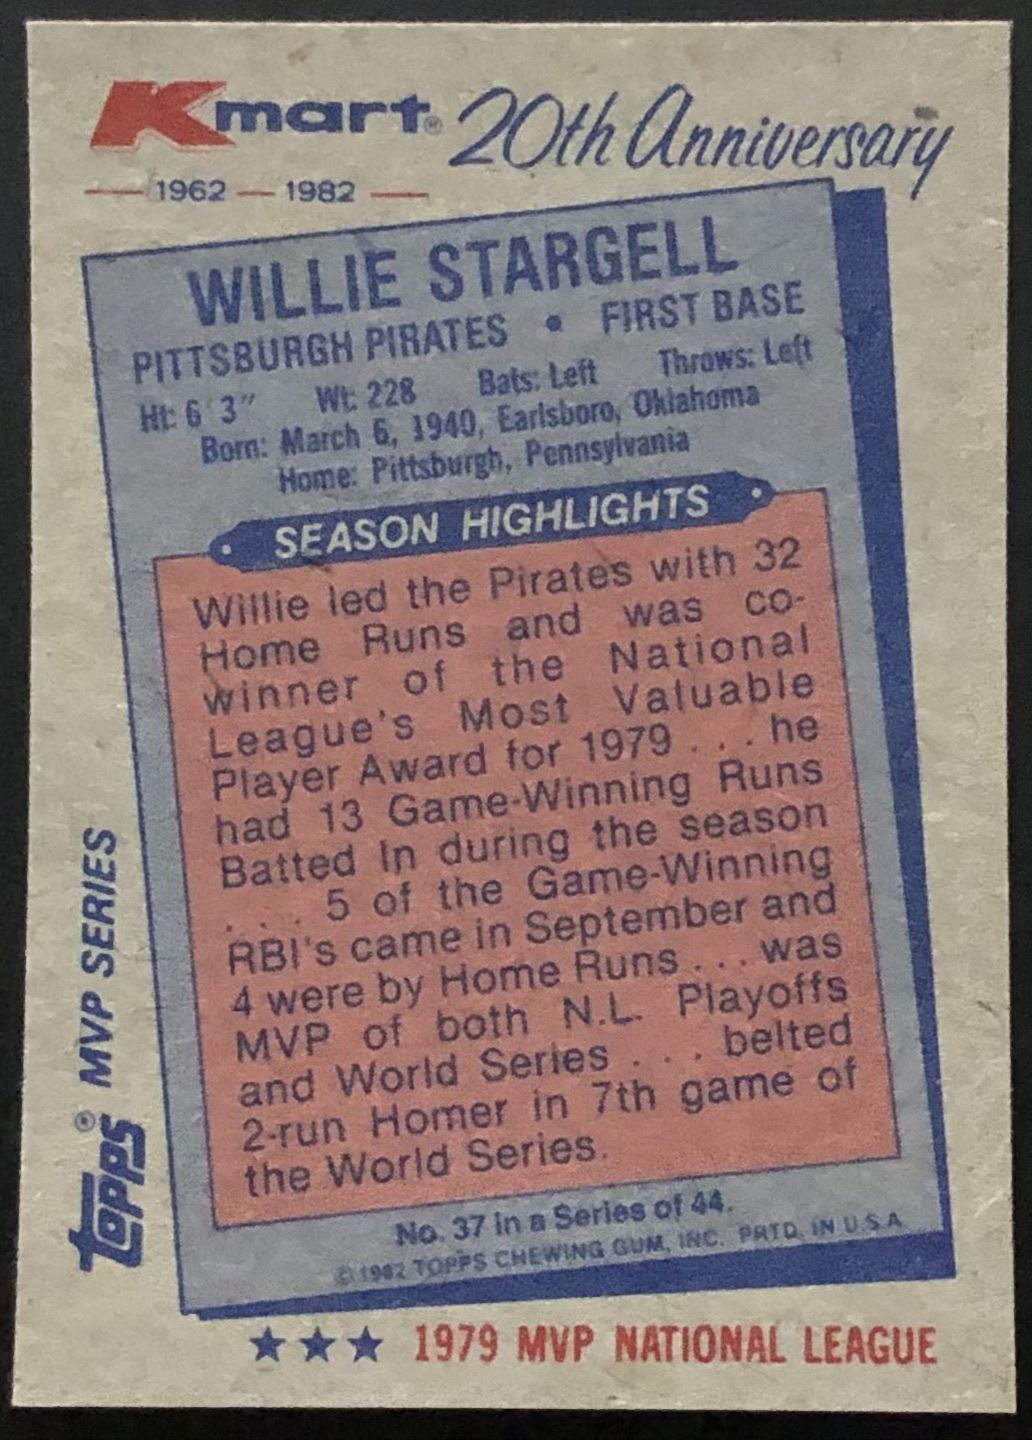 Kmart® 20th Anniversary
1962 — 1982
WILLIE STARGELL
PITTSBURGH PIRATES • FIRST BASE
Ht: 6'3" Wt: 228 Bats: Left Throws: Left
Born: March 6, 1940, Earlsboro, Oklahoma
Home: Pittsburgh, Pennsylvania
SEASON HIGHLIGHTS
Willie led the Pirates with 32
Home Runs and was co-
winner of the National
League's Most Valuable
Player Award for 1979 . . . he
had 13 Game-Winning Runs
Batted In during the season
. . . 5 of the Game-Winning
RBI's came in September and
4 were by Home Runs . . . was
MVP of both N.L. Playoffs
and World Series . . . belted
2-run Homer in 7th game of
the World Series.
No. 37 in a Series of 44.
© 1982 TOPPS CHEWING GUM, INC. PRTD. IN U.S.A.
topps® MVP SERIES
★★★ 1979 MVP NATIONAL LEAGUE